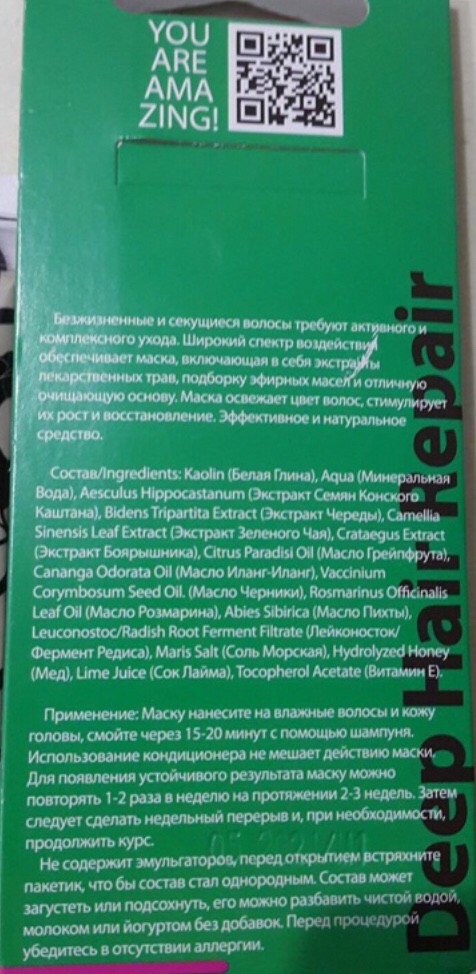 YOU
ARE
AMA
ZING!
Безжизненные и секущиеся волосы требуют активного и
комплексного ухода. Широкий спектр воздействия
обеспечивает маска, включающая в себя экстракты
лекарственных трав, подборку эфирных масел и отличную
очищающую основу. Маска освежает цвет волос, стимулирует
их рост и восстановление. Эффективное и натуральное
средство.
Состав/Ingredients: Kaolin (Белая Глина), Aqua (Минеральная
Вода), Aesculus Hippocastanum (Экстракт Семян Конского
Каштана), Bidens Tripartita Extract (Экстракт Череды), Camellia
Sinensis Leaf Extract (Экстракт Зеленого Чая), Crataegus Extract
(Экстракт Боярышника), Citrus Paradisi Oil (Масло Грейпфрута),
Cananga Odorata Oil (Масло Иланг-Иланг), Vaccinium
Corymbosum Seed Oil. (Масло Черники), Rosmarinus Officinalis
Leaf Oil (Масло Розмарина), Abies Sibirica (Масло Пихты),
Leuconostoc/Radish Root Ferment Filtrate (Лейконосток/
Фермент Редиса), Maris Salt (Соль Морская), Hydrolyzed Honey
(Мед), Lime Juice (Сок Лайма), Tocopherol Acetate (Витамин Е).
Применение: Маску нанесите на влажные волосы и кожу
головы, смойте через 15-20 минут с помощью шампуня.
Использование кондиционера не мешает действию маски.
Для появления устойчивого результата маску можно
повторять 1-2 раза в неделю на протяжении 2-3 недель. Затем
следует сделать недельный перерыв и, при необходимости,
продолжить курс.
Не содержит эмульгаторов, перед открытием встряхните
пакетик, что бы состав стал однородным. Состав может
загустеть или подсохнуть, его можно разбавить чистой водой,
молоком или йогуртом без добавок. Перед процедурой
убедитесь в отсутствии аллергии.
Deep Hair Repair